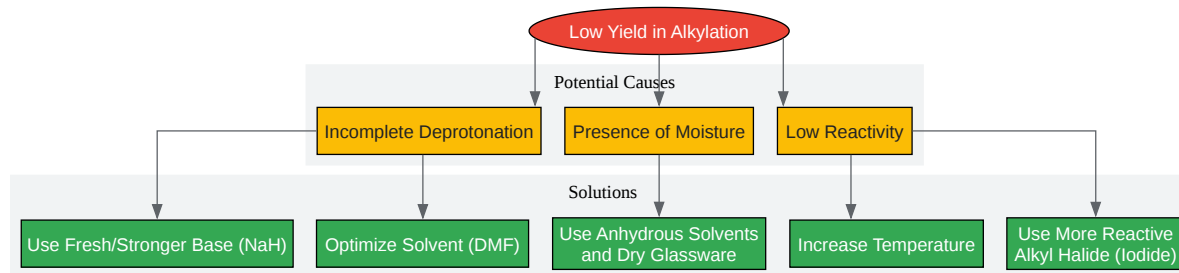 Low Yield in Alkylation
Potential Causes
Incomplete Deprotonation
Presence of Moisture
Low Reactivity
Solutions
Use Fresh/Stronger Base (NaH)
Optimize Solvent (DMF)
Use Anhydrous Solvents
and Dry Glassware
Increase Temperature
Use More Reactive
Alkyl Halide (Iodide)